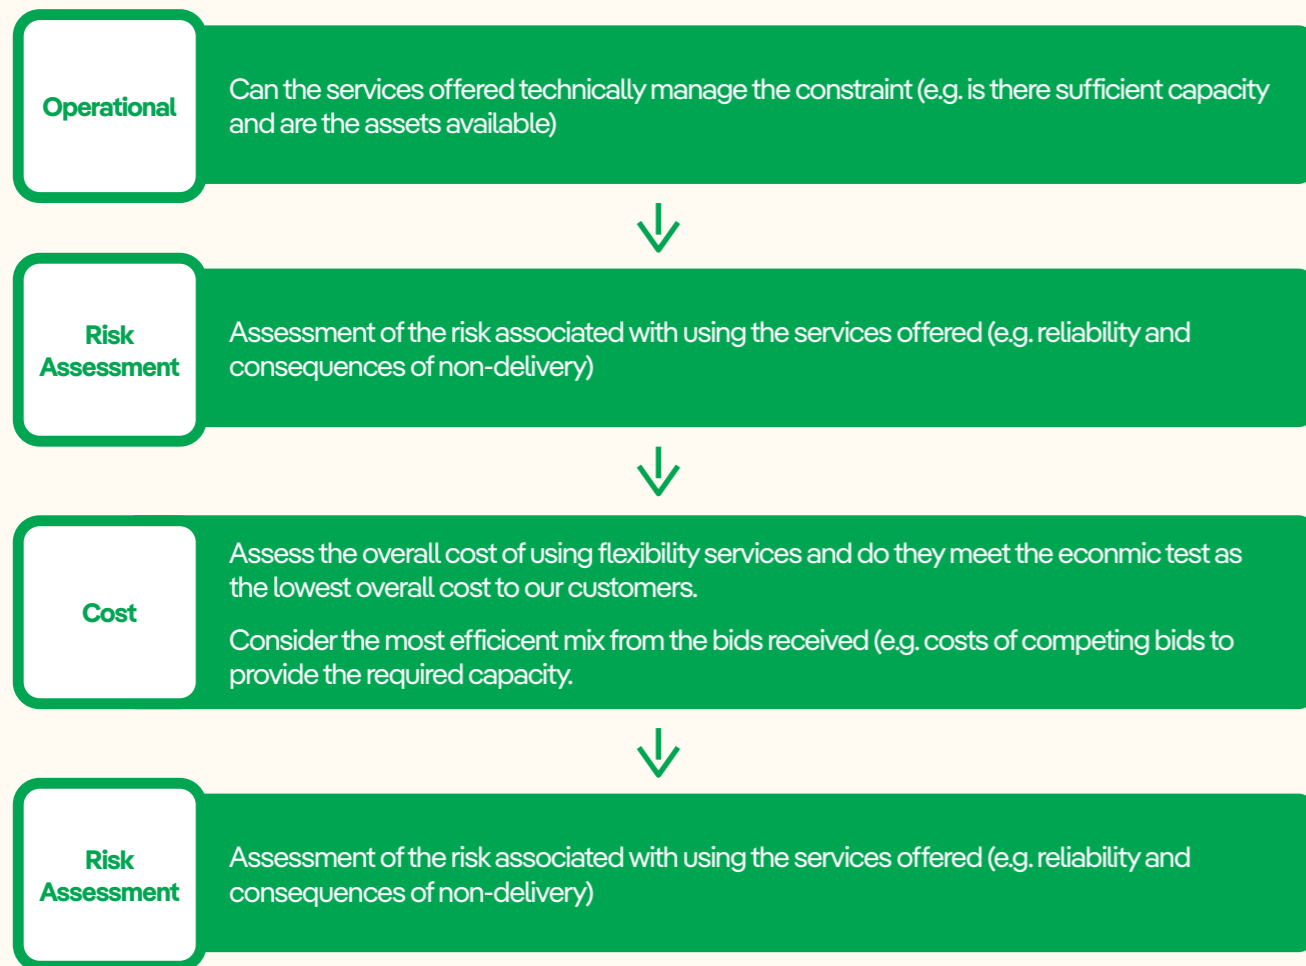 Operational
Can the services offered technically manage the constraint (e.g. is there sufficient capacity
and are the assets available)
Risk
Assessment
Assessment of the risk associated with using the services offered (e.g. reliability and
consequences of non-delivery)
Cost
Assess the overall cost of using flexibility services and do they meet the econmic test as
the lowest overall cost to our customers.
Consider the most efficicent mix from the bids received (e.g. costs of competing bids to
provide the required capacity.
Risk
Assessment
Assessment of the risk associated with using the services offered (e.g. reliability and
consequences of non-delivery)